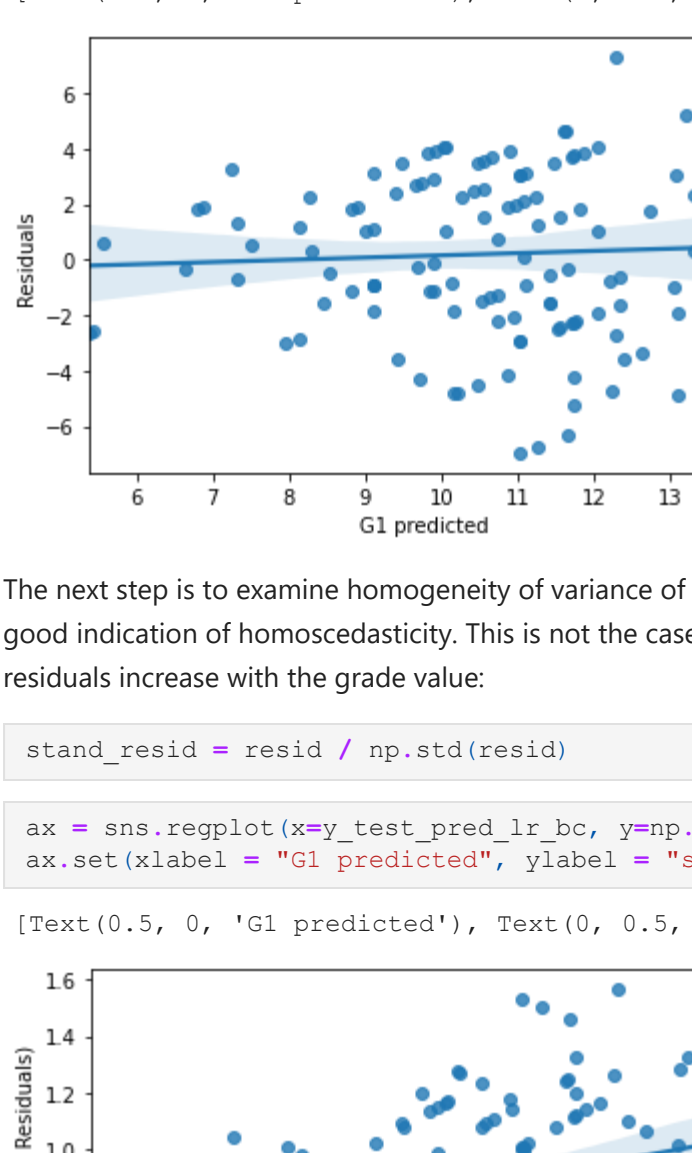 6
4
2
0
−2
−4
−6
Residuals
6 7 8 9 10 11 12 13
G1 predicted
The next step is to examine homogeneity of variance of
good indication of homoscedasticity. This is not the case
residuals increase with the grade value:
stand_resid = resid / np.std(resid)
ax = sns.regplot(x=y_test_pred_lr_bc, y=np.
ax.set(xlabel = "G1 predicted", ylabel = "s
[Text(0.5, 0, 'G1 predicted'), Text(0, 0.5,
1.6
1.4
1.2
1.0
Residuals)